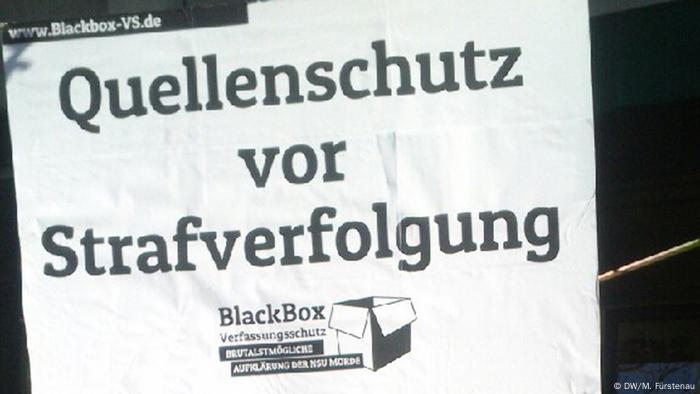 www.Blackbox-VS.de
Quellenschutz
vor
Strafverfolgung
BlackBox
Verfassungsschutz
BRUTALSTMÖGLICHE
AUFKLÄRUNG DER NSU MORDE
© DW/M. Fürstenau